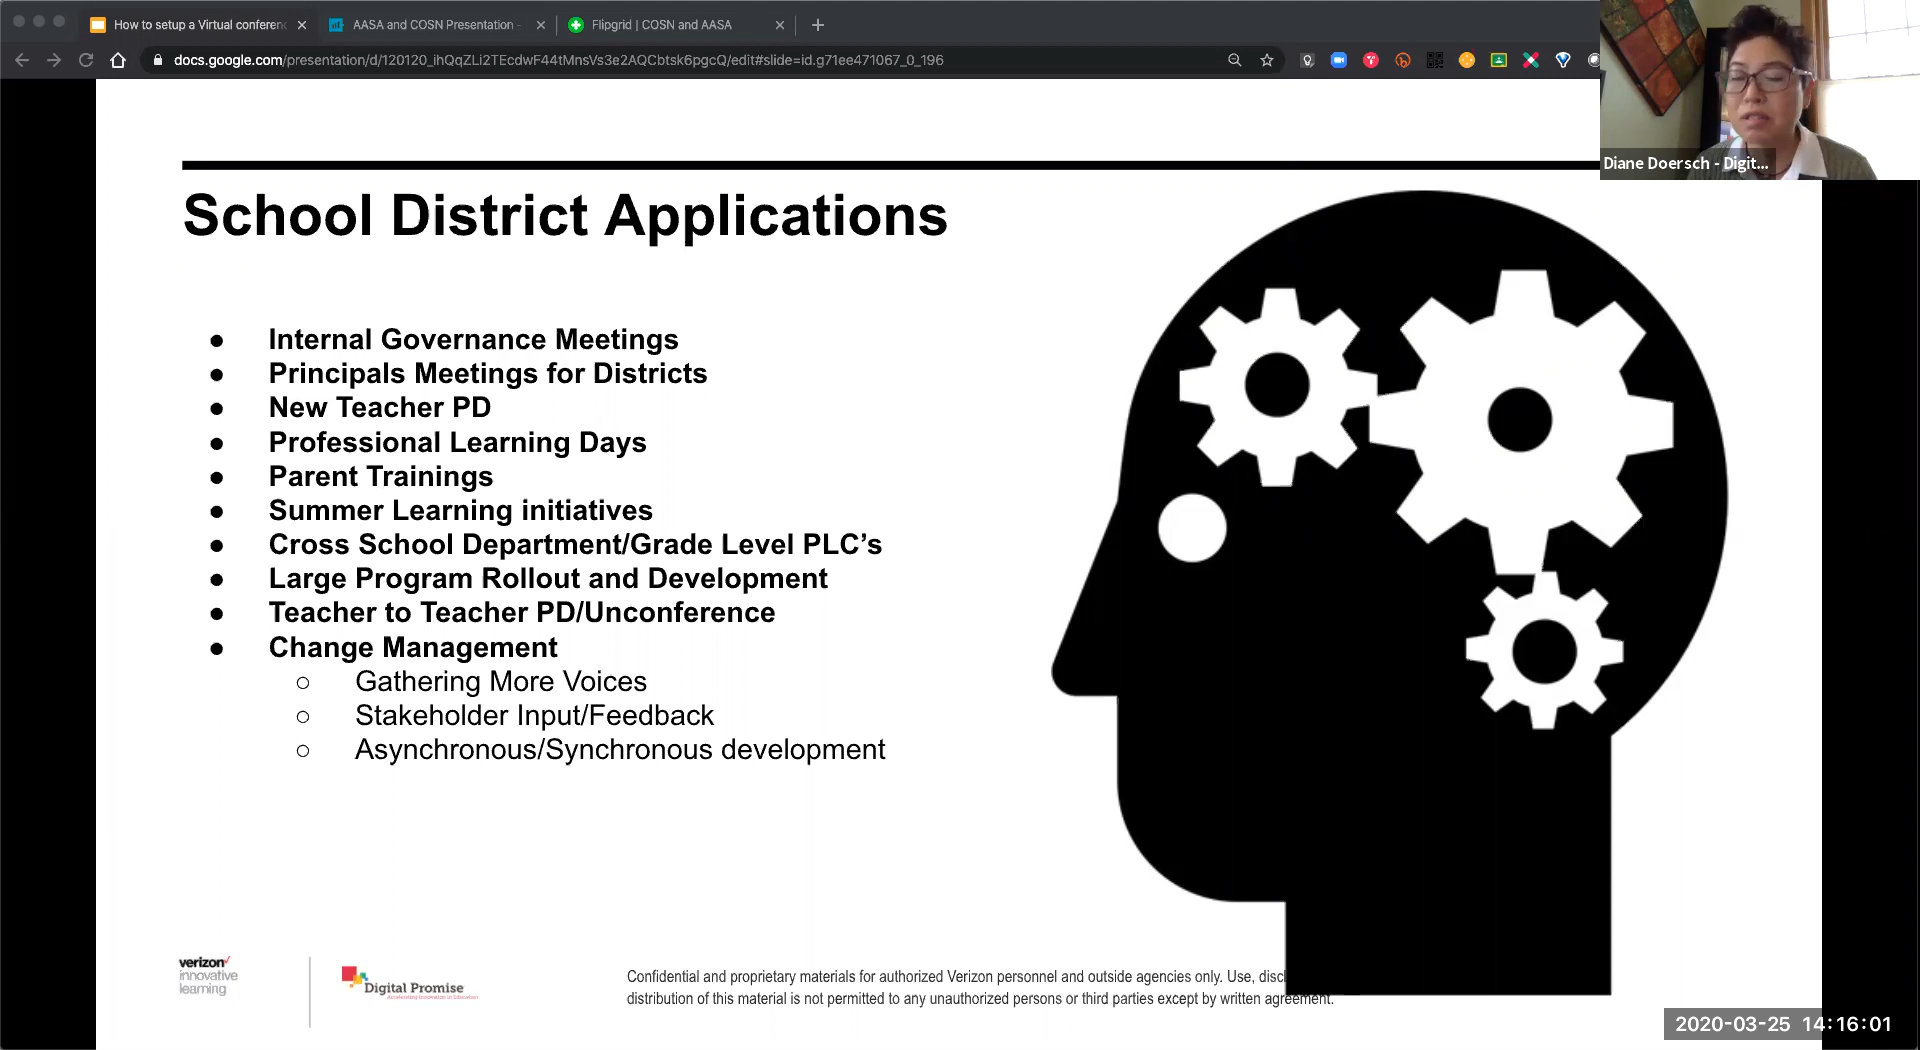 How to setup a Virtual conferenc
AASA and COSN Presentation -
Flipgrid | COSN and AASA
docs.google.com/presentation/d/120120_ihQqZLi2TEcdwF44tMnsVs3e2AQCbtsk6pgcQ/edit#slide=id.g71ee471067_0_196
Diane Doersch - Digit...
School District Applications
● Internal Governance Meetings
● Principals Meetings for Districts
● New Teacher PD
● Professional Learning Days
● Parent Trainings
● Summer Learning initiatives
● Cross School Department/Grade Level PLC’s
● Large Program Rollout and Development
● Teacher to Teacher PD/Unconference
● Change Management
○ Gathering More Voices
○ Stakeholder Input/Feedback
○ Asynchronous/Synchronous development
verizon
innovative
learning
Digital Promise
Accelerating Innovation in Education
Confidential and proprietary materials for authorized Verizon personnel and outside agencies only. Use, discl
distribution of this material is not permitted to any unauthorized persons or third parties except by written agreement.
2020-03-25 14:16:01